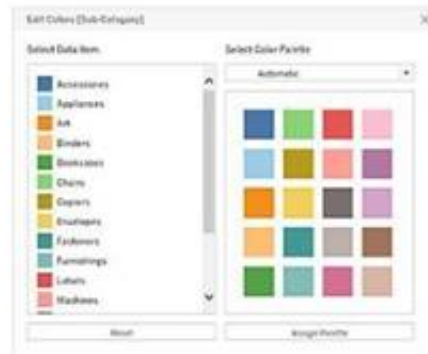 Edit Colors [Sub-Category]
Select Data Item:
Select Color Palette
Automatic
Accessories
Appliances
Art
Binders
Bookcases
Chairs
Copiers
Envelopes
Fasteners
Furnishings
Labels
Machines
Reset
Assign Palette